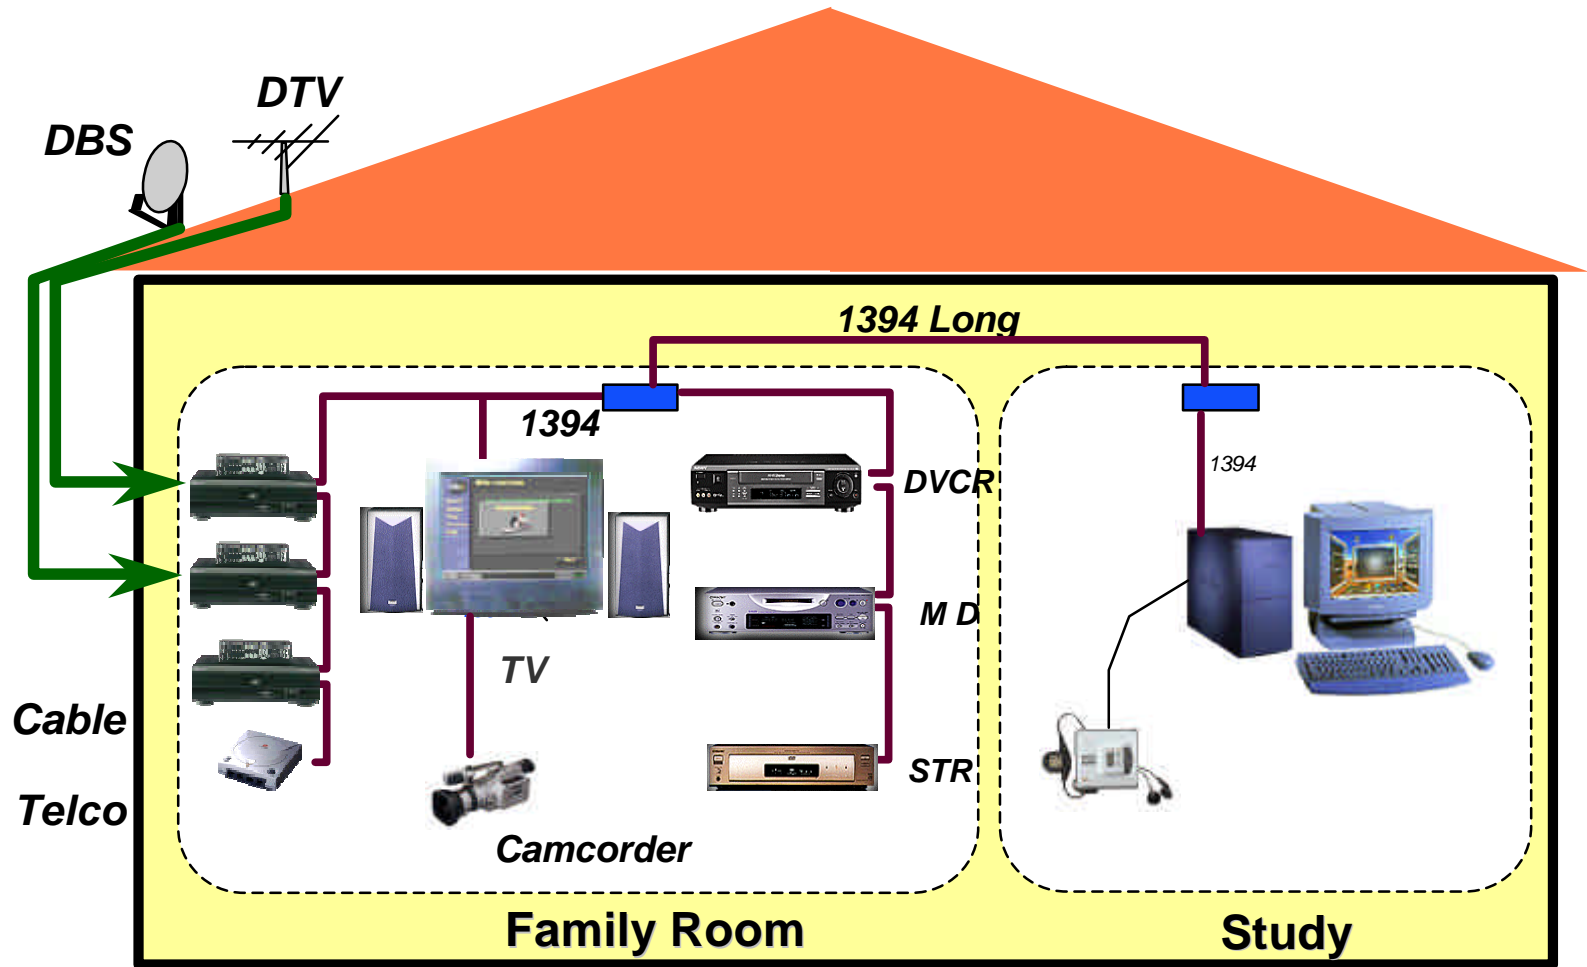 DTV
DBS
1394 Long
1394
1394
DVCR
M D
TV
Cable
STR
Telco
Camcorder
Family Room
Study